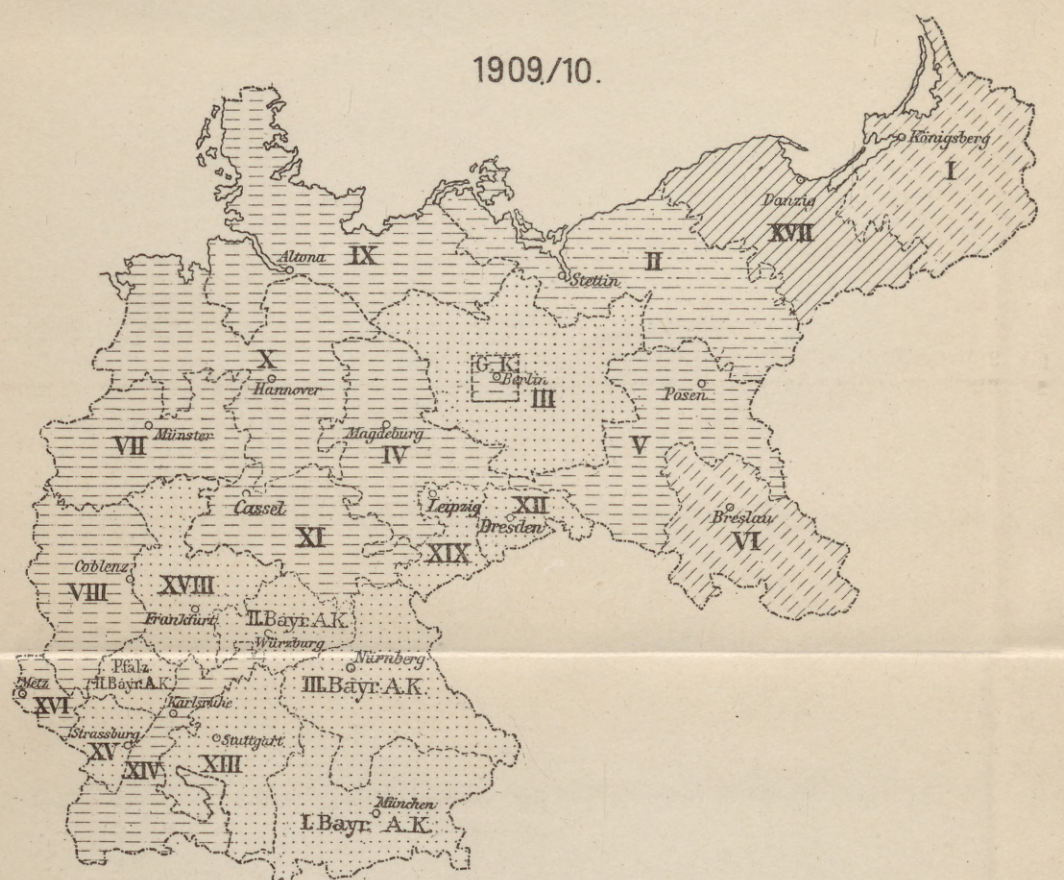 1909/10.
Königsberg
I
Danzig
XVII
Altona
IX
II
Stettin
X
Hannover
G. K.
Berlin
III
Posen
V
Münster
VII
Magdeburg
IV
Cassel
XI
Leipzig
XII
Dresden
XIX
Breslau
VI
Coblenz
VIII
XVIII
Frankfurt
II.Bayr.A.K.
Würzburg
Nürnberg
III.Bayr.A.K.
Pfalz
II.Bayr.A.K.
Metz
XVI
Karlsruhe
Strassburg
XV
XIV
Stuttgart
XIII
München
I.Bayr. A.K.